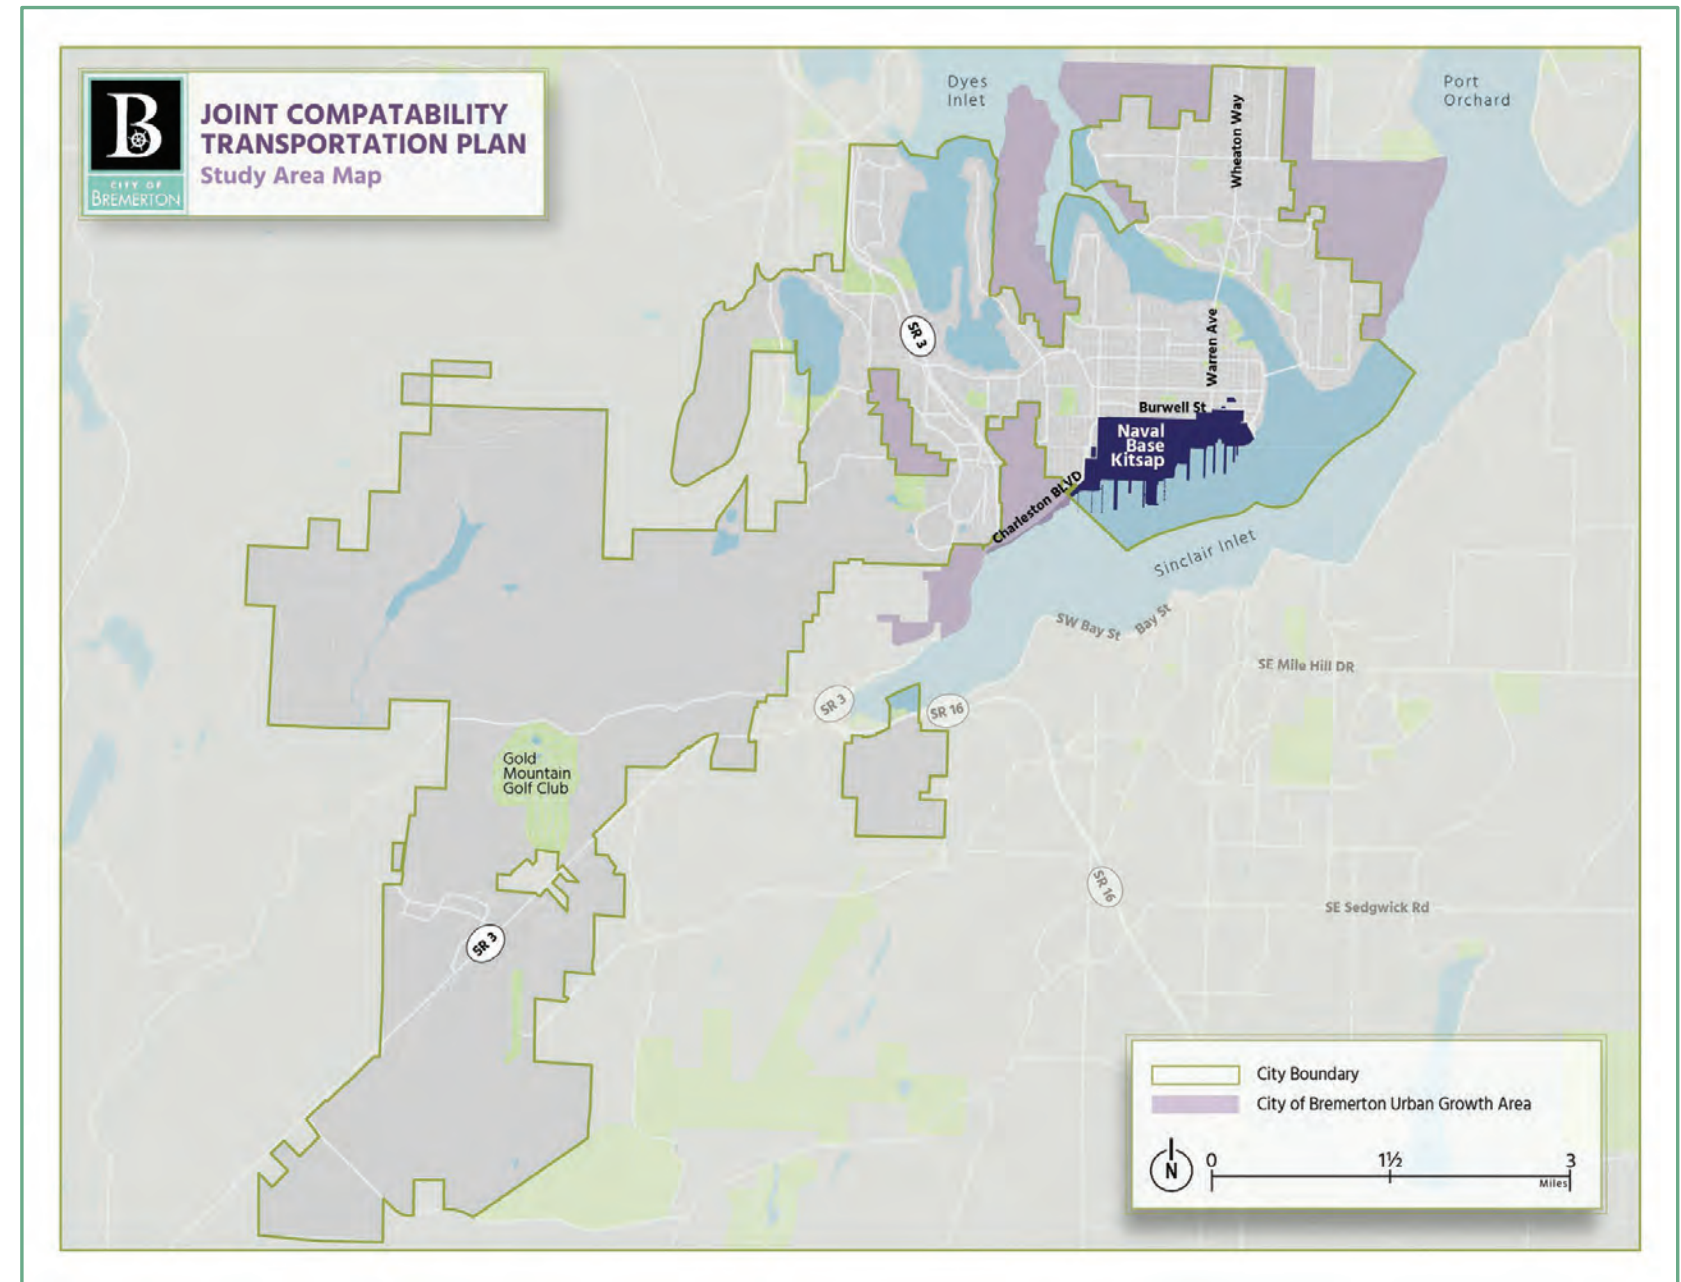 B
CITY OF
BREMERTON
JOINT COMPATABILITY
TRANSPORTATION PLAN
Study Area Map
Dyes
Inlet
Port
Orchard
Wheaton Way
SR 3
Warren Ave
Burwell St
Naval
Base
Kitsap
Charleston BLVD
Sinclair Inlet
SW Bay St
Bay St
SE Mile Hill DR
SR 3
SR 16
Gold
Mountain
Golf Club
SR 16
SE Sedgwick Rd
SR 3
City Boundary
City of Bremerton Urban Growth Area
N
0 1½ 3
Miles